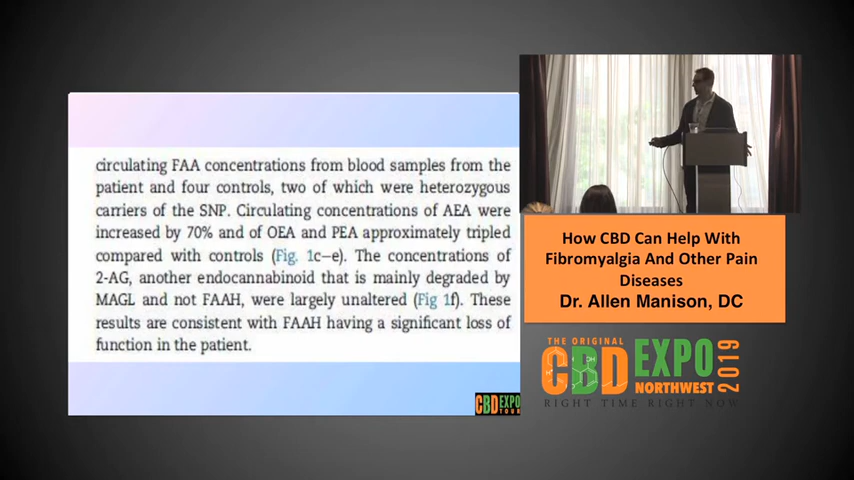 circulating FAA concentrations from blood samples from the
patient and four controls, two of which were heterozygous
carriers of the SNP. Circulating concentrations of AEA were
increased by 70% and of OEA and PEA approximately tripled
compared with controls (Fig. 1c–e). The concentrations of
2-AG, another endocannabinoid that is mainly degraded by
MAGL and not FAAH, were largely unaltered (Fig 1f). These
results are consistent with FAAH having a significant loss of
function in the patient.
CBD EXPO
TOUR
How CBD Can Help With
Fibromyalgia And Other Pain
Diseases
Dr. Allen Manison, DC
THE ORIGINAL
CBD EXPO
NORTHWEST
2019
RIGHT TIME RIGHT NOW